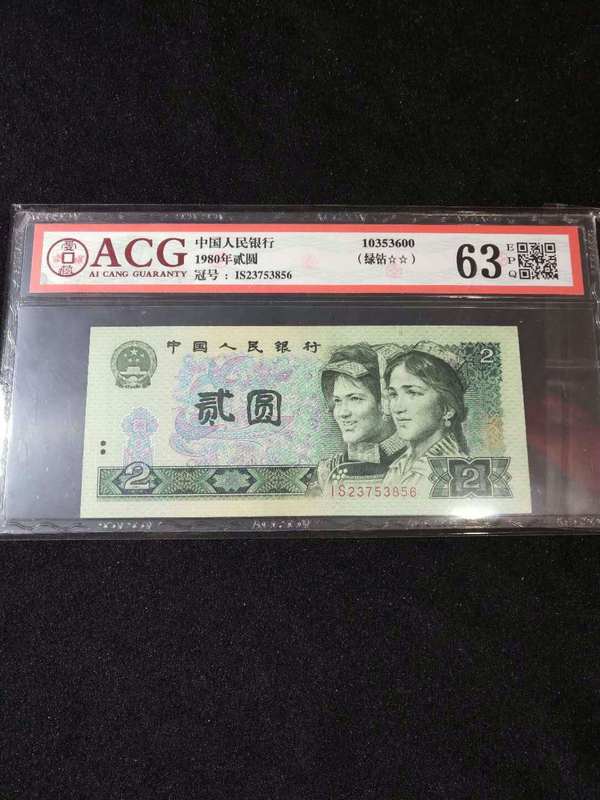 ACG
AI CANG GUARANTY
中国人民银行
1980年贰圆
冠号：IS23753856
10353600
（绿钻☆☆）
63
E
P
Q
中国人民银行
2
贰圆
2
IS23753856
2